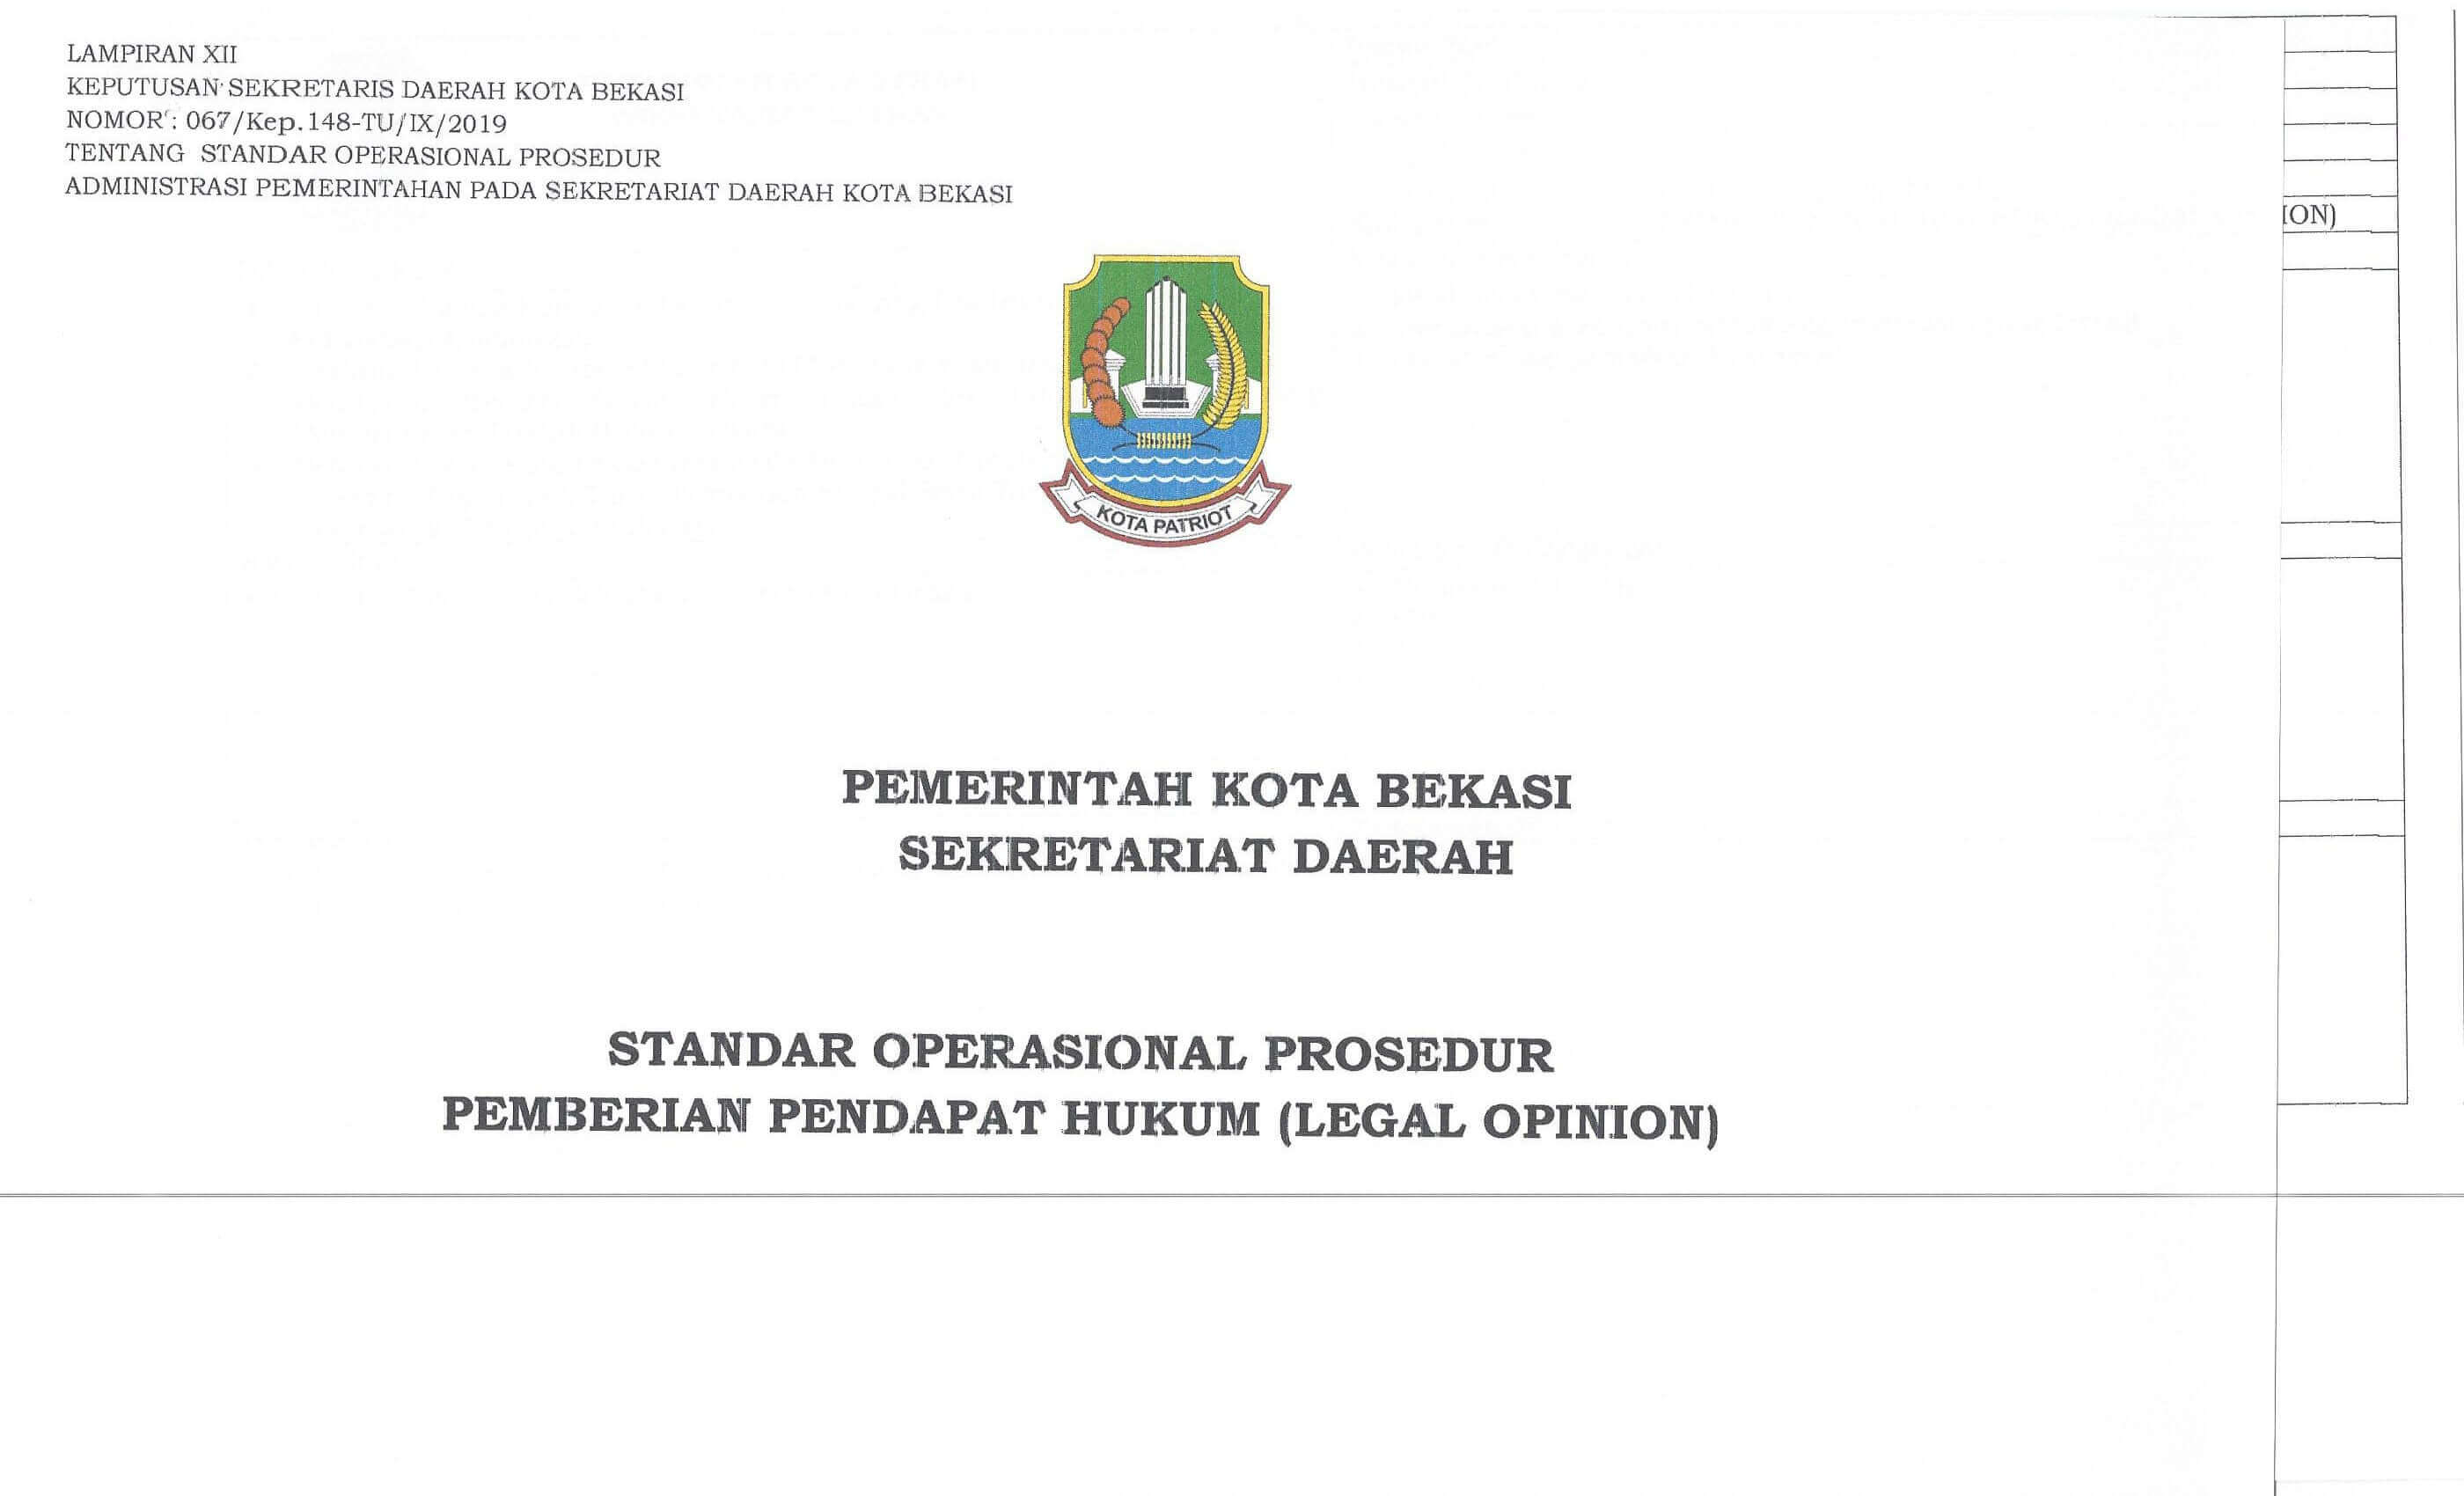 LAMPIRAN XII
KEPUTUSAN SEKRETARIS DAERAH KOTA BEKASI
NOMOR : 067/Kep.148-TU/IX/2019
TENTANG STANDAR OPERASIONAL PROSEDUR
ADMINISTRASI PEMERINTAHAN PADA SEKRETARIAT DAERAH KOTA BEKASI
ION)
KOTA PATRIOT
PEMERINTAH KOTA BEKASI
SEKRETARIAT DAERAH
STANDAR OPERASIONAL PROSEDUR
PEMBERIAN PENDAPAT HUKUM (LEGAL OPINION)